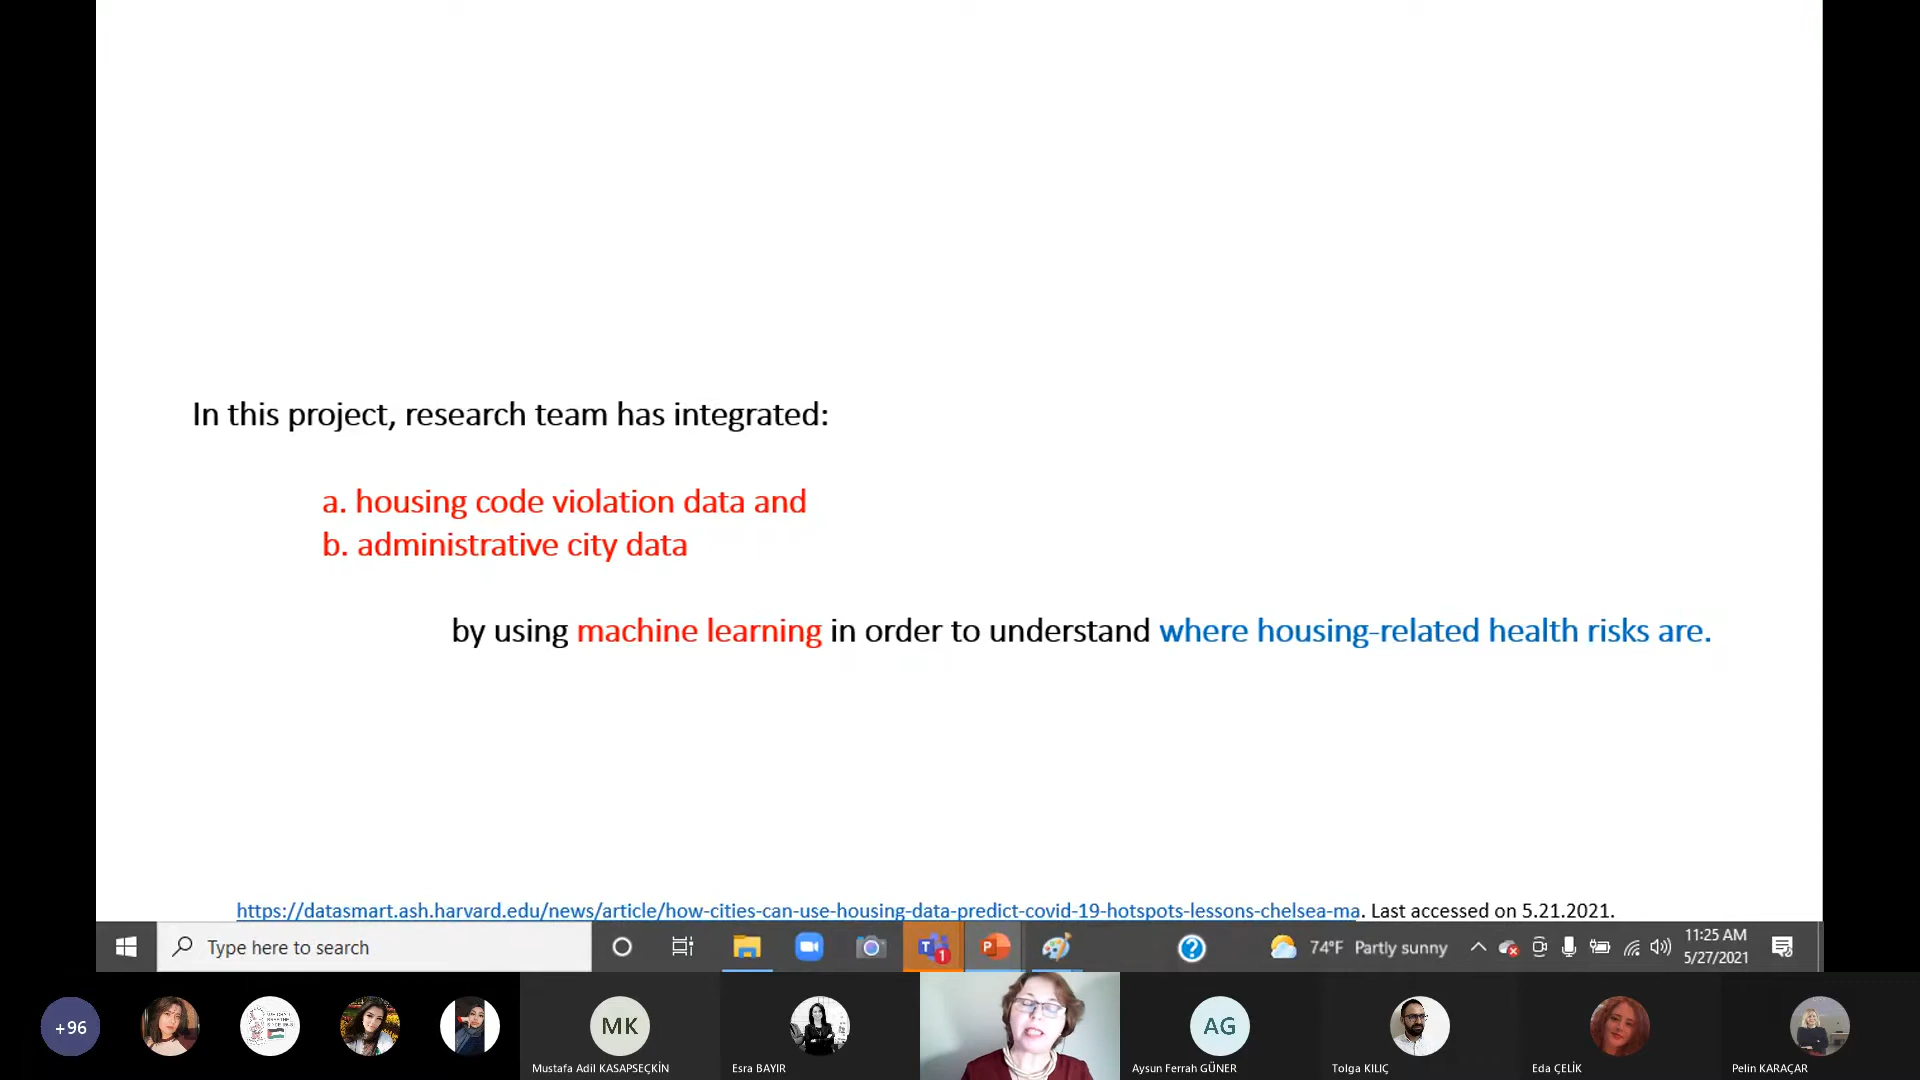 In this project, research team has integrated:
a. housing code violation data and
b. administrative city data
by using machine learning in order to understand where housing-related health risks are.
https://datasmart.ash.harvard.edu/news/article/how-cities-can-use-housing-data-predict-covid-19-hotspots-lessons-chelsea-ma. Last accessed on 5.21.2021.
Type here to search
T
1
P
?
74°F Partly sunny
11:25 AM
5/27/2021
+96
MK
AG
Mustafa Adil KASAPSEÇKİN
Esra BAYIR
Aysun Ferrah GÜNER
Tolga KILIÇ
Eda ÇELİK
Pelin KARAÇAR